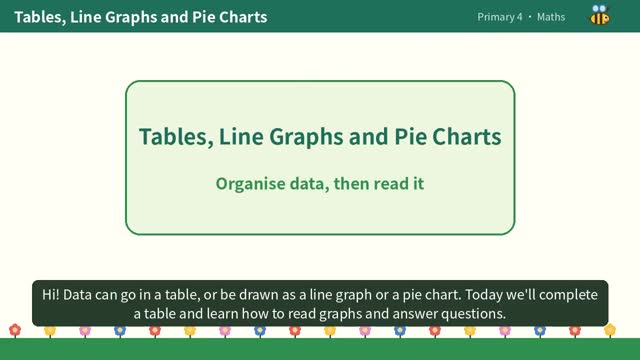 Tables, Line Graphs and Pie Charts
Primary 4 • Maths
Tables, Line Graphs and Pie Charts
Organise data, then read it
Hi! Data can go in a table, or be drawn as a line graph or a pie chart. Today we'll complete
a table and learn how to read graphs and answer questions.